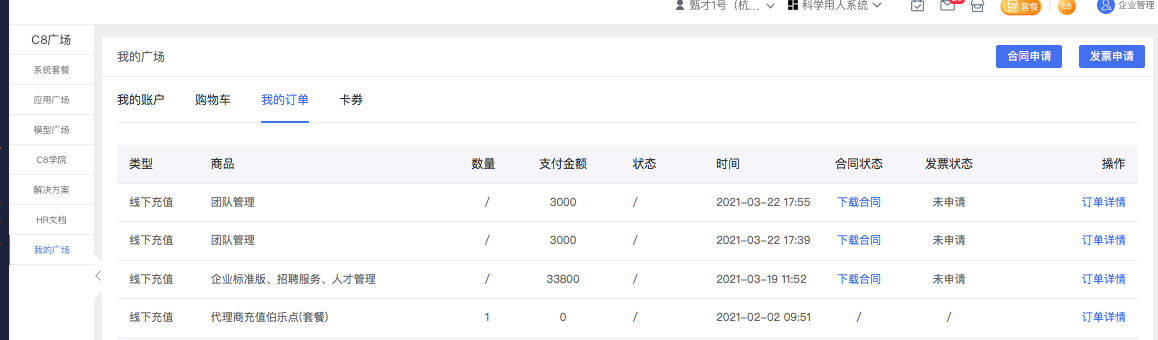 甄才1号（杭... 科学用人系统 套餐 C8 企业管理
C8广场
系统套餐
应用广场
模型广场
C8学院
解决方案
HR文档
我的广场
我的广场 合同申请 发票申请
我的账户 购物车 我的订单 卡券
类型 商品 数量 支付金额 状态 时间 合同状态 发票状态 操作
线下充值 团队管理 / 3000 / 2021-03-22 17:55 下载合同 未申请 订单详情
线下充值 团队管理 / 3000 / 2021-03-22 17:39 下载合同 未申请 订单详情
线下充值 企业标准版、招聘服务、人才管理 / 33800 / 2021-03-19 11:52 下载合同 未申请 订单详情
线下充值 代理商充值伯乐点(套餐) 1 0 / 2021-02-02 09:51 / / 订单详情